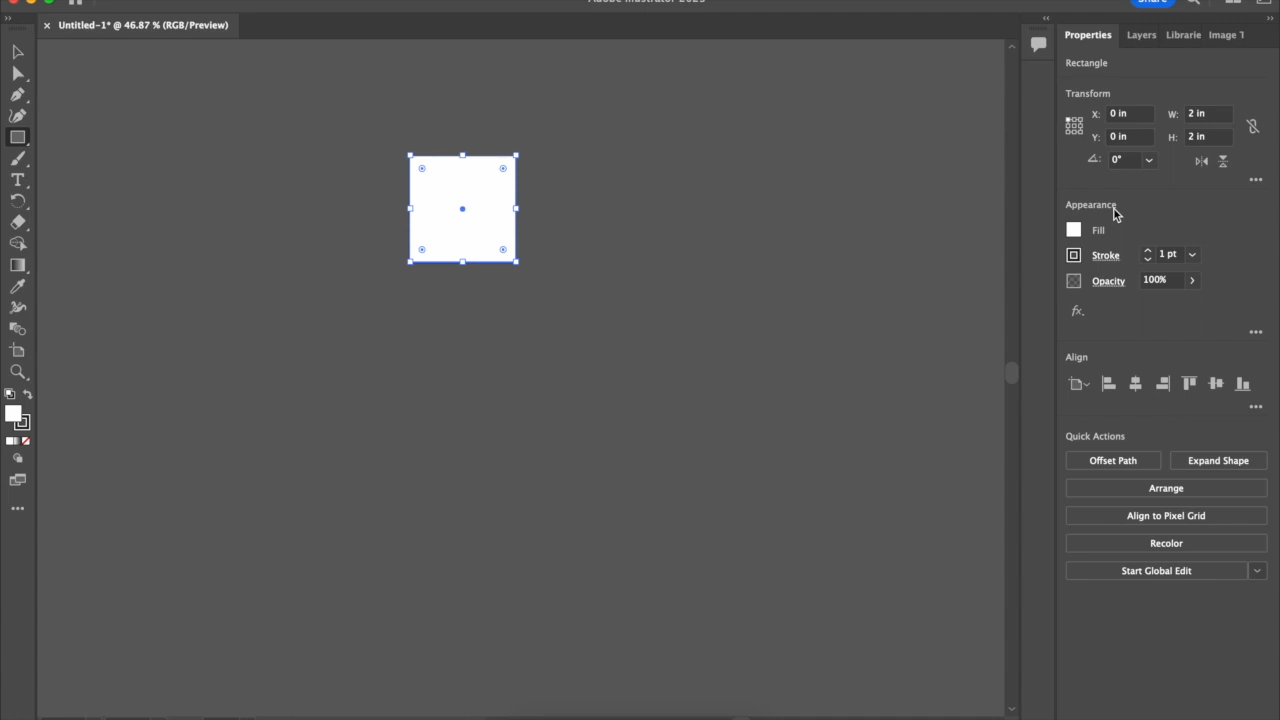 Share
× Untitled-1* @ 46.87 % (RGB/Preview)
Properties Layers Librarie Image T
Rectangle
Transform
X: 0 in W: 2 in
Y: 0 in H: 2 in
0°
Appearance
Fill
Stroke 1 pt
Opacity 100%
fx.
Align
Quick Actions
Offset Path Expand Shape
Arrange
Align to Pixel Grid
Recolor
Start Global Edit